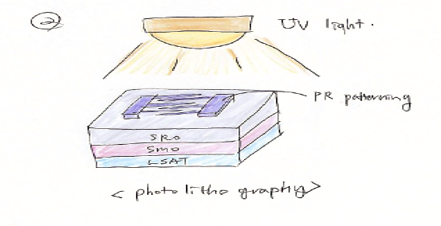 ②
UV light.
PR patterning
SRO
SMO
LSAT
< photolithography >